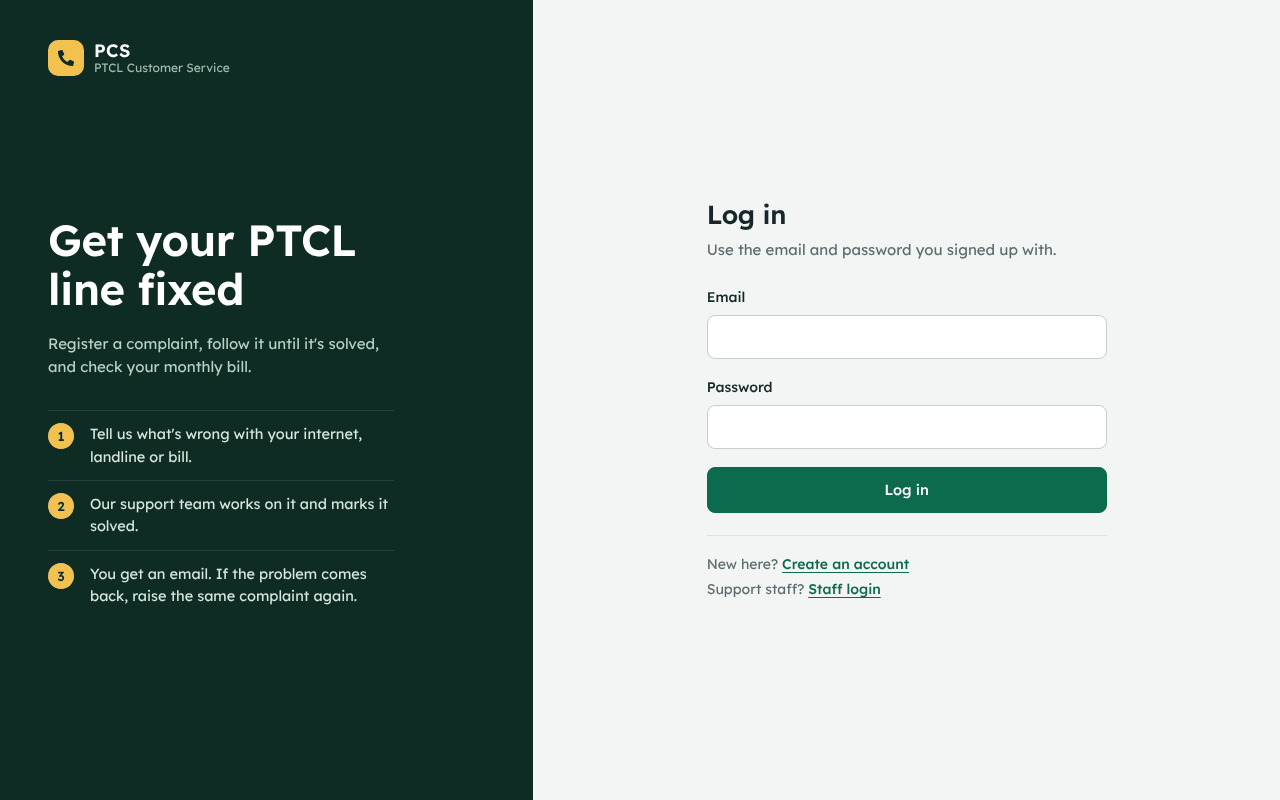 PCS
PTCL Customer Service
Get your PTCL
line fixed
Register a complaint, follow it until it's solved,
and check your monthly bill.
1 Tell us what's wrong with your internet,
landline or bill.
2 Our support team works on it and marks it
solved.
3 You get an email. If the problem comes
back, raise the same complaint again.
Log in
Use the email and password you signed up with.
Email
Password
Log in
New here? Create an account
Support staff? Staff login